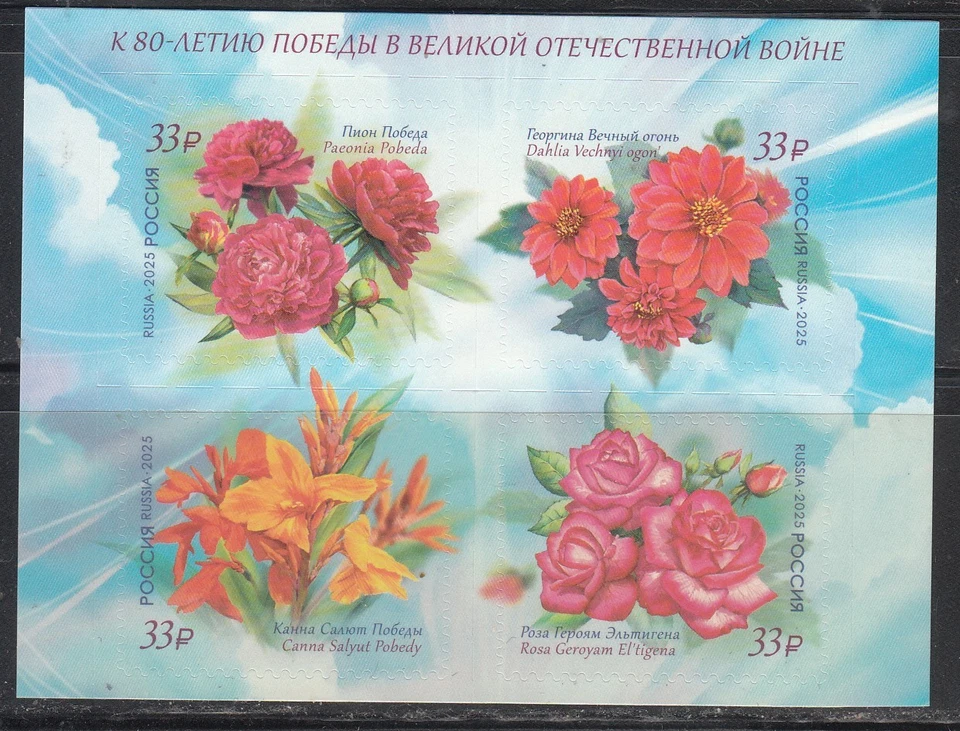 К 80-ЛЕТИЮ ПОБЕДЫ В ВЕЛИКОЙ ОТЕЧЕСТВЕННОЙ ВОЙНЕ
33₽
Пион Победа
Paeonia Pobeda
RUSSIA·2025 РОССИЯ
Георгина Вечный огонь
Dahlia Vechnyi ogon'
33₽
РОССИЯ RUSSIA·2025
РОССИЯ RUSSIA·2025
33₽
Канна Салют Победы
Canna Salyut Pobedy
RUSSIA·2025 РОССИЯ
Роза Героям Эльтигена
Rosa Geroyam El'tigena
33₽